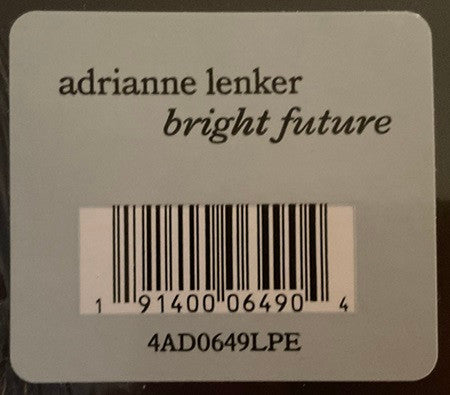 adrianne lenker
bright future
1 91400 06490 4
4AD0649LPE